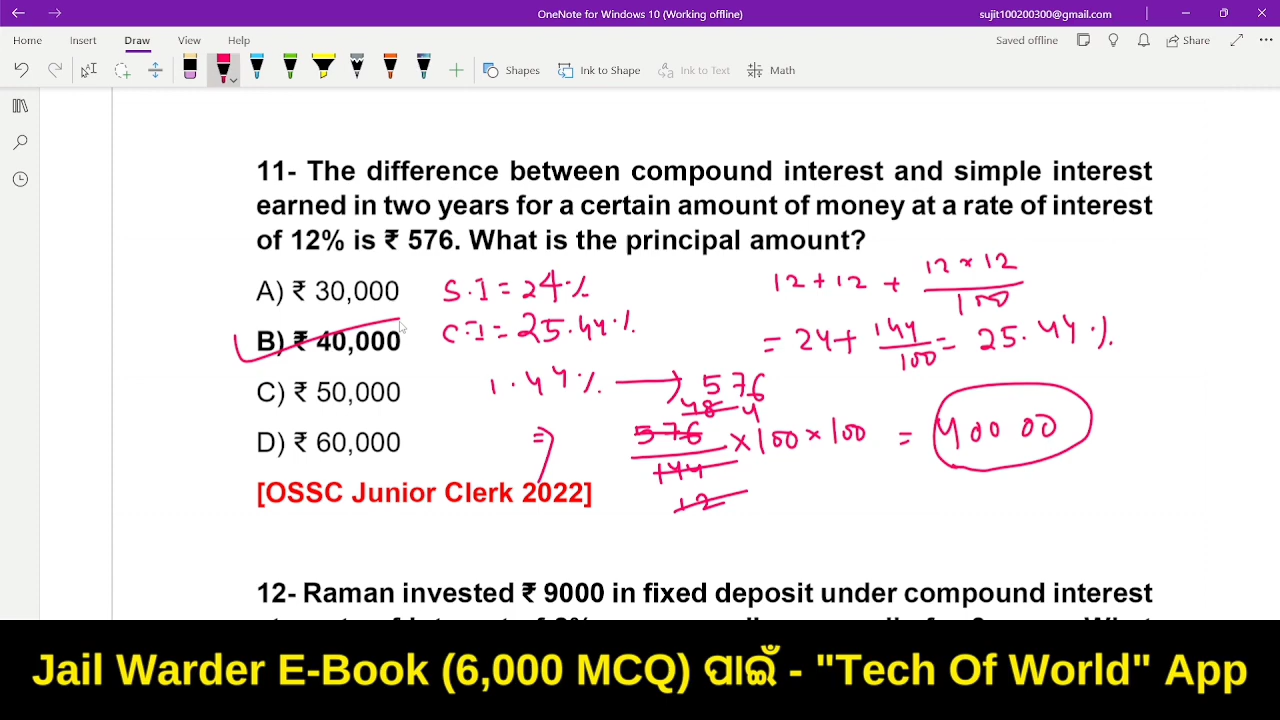 OneNote for Windows 10 (Working offline)
sujit100200300@gmail.com
Home Insert Draw View Help
Saved offline
Share
Shapes
Ink to Shape
Ink to Text
Math
11- The difference between compound interest and simple interest
earned in two years for a certain amount of money at a rate of interest
of 12% is ₹ 576. What is the principal amount?
A) ₹ 30,000
B) ₹ 40,000
C) ₹ 50,000
D) ₹ 60,000
[OSSC Junior Clerk 2022]
S.I = 24%
C.I = 25.44%
1.44% → 576
⇒ 576/144 × 100 × 100 = 40000
48 4
12
12 + 12 + 12 × 12/100
= 24 + 144/100 = 25.44%
12- Raman invested ₹ 9000 in fixed deposit under compound interest
Jail Warder E-Book (6,000 MCQ) ପାଇଁ - "Tech Of World" App